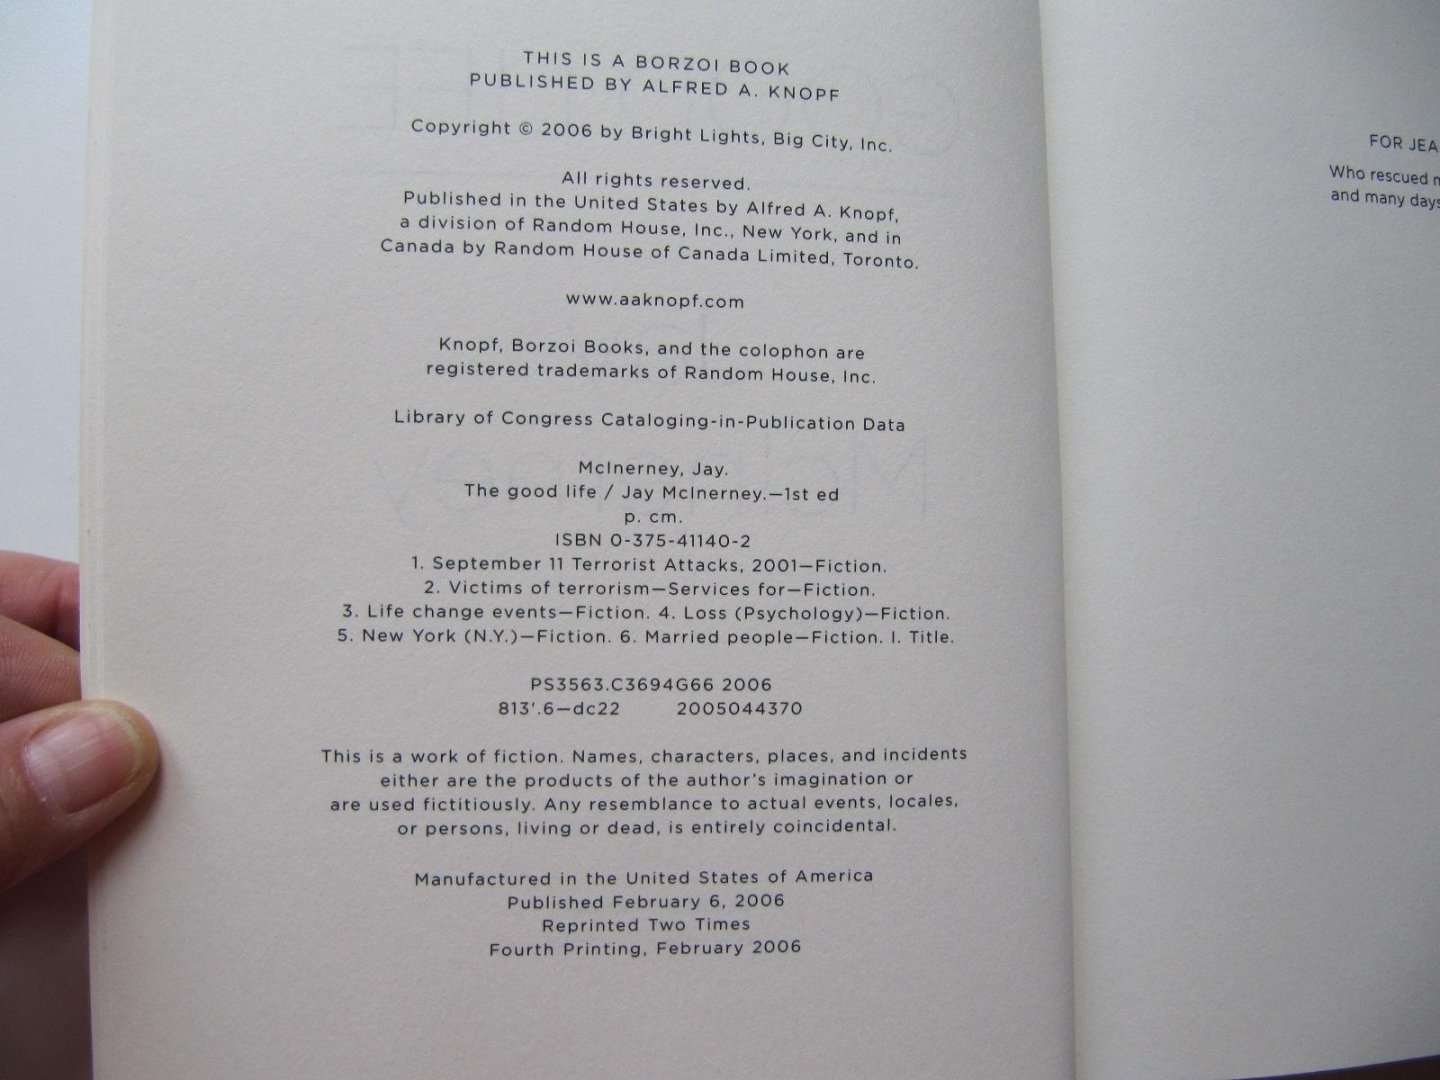 THIS IS A BORZOI BOOK
PUBLISHED BY ALFRED A. KNOPF
Copyright © 2006 by Bright Lights, Big City, Inc.
All rights reserved.
Published in the United States by Alfred A. Knopf,
a division of Random House, Inc., New York, and in
Canada by Random House of Canada Limited, Toronto.
www.aaknopf.com
Knopf, Borzoi Books, and the colophon are
registered trademarks of Random House, Inc.
Library of Congress Cataloging-in-Publication Data
McInerney, Jay.
The good life / Jay McInerney.—1st ed
p. cm.
ISBN 0-375-41140-2
1. September 11 Terrorist Attacks, 2001—Fiction.
2. Victims of terrorism—Services for—Fiction.
3. Life change events—Fiction. 4. Loss (Psychology)—Fiction.
5. New York (N.Y.)—Fiction. 6. Married people—Fiction. I. Title.
PS3563.C3694G66 2006
813'.6—dc22 2005044370
This is a work of fiction. Names, characters, places, and incidents
either are the products of the author's imagination or
are used fictitiously. Any resemblance to actual events, locales,
or persons, living or dead, is entirely coincidental.
Manufactured in the United States of America
Published February 6, 2006
Reprinted Two Times
Fourth Printing, February 2006
FOR JEA
Who rescued
and many days